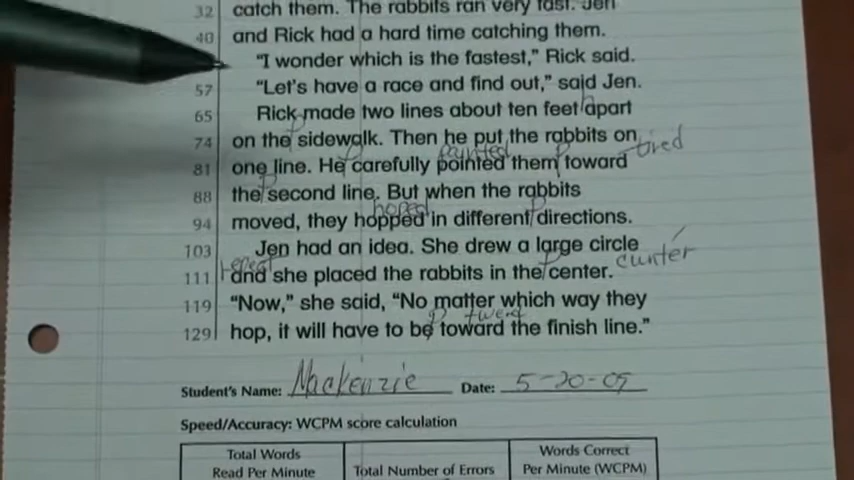 32 catch them. The rabbits ran very fast. Jen
40 and Rick had a hard time catching them.
“I wonder which is the fastest,” Rick said.
57 “Let’s have a race and find out,” said Jen.
65 Rick made two lines about ten feet apart
74 on the sidewalk. Then he put the rabbits on
painted tired
81 one line. He carefully pointed them toward
88 the second line. But when the rabbits
hoped
94 moved, they hopped in different directions.
103 Jen had an idea. She drew a large circle
repeat cunter
111 and she placed the rabbits in the center.
119 “Now,” she said, “No matter which way they
129 hop, it will have to be toward the finish line.”
Student’s Name: Mackenzie Date: 5-20-09
Speed/Accuracy: WCPM score calculation
Total Words Read Per Minute
Total Number of Errors
Words Correct Per Minute (WCPM)